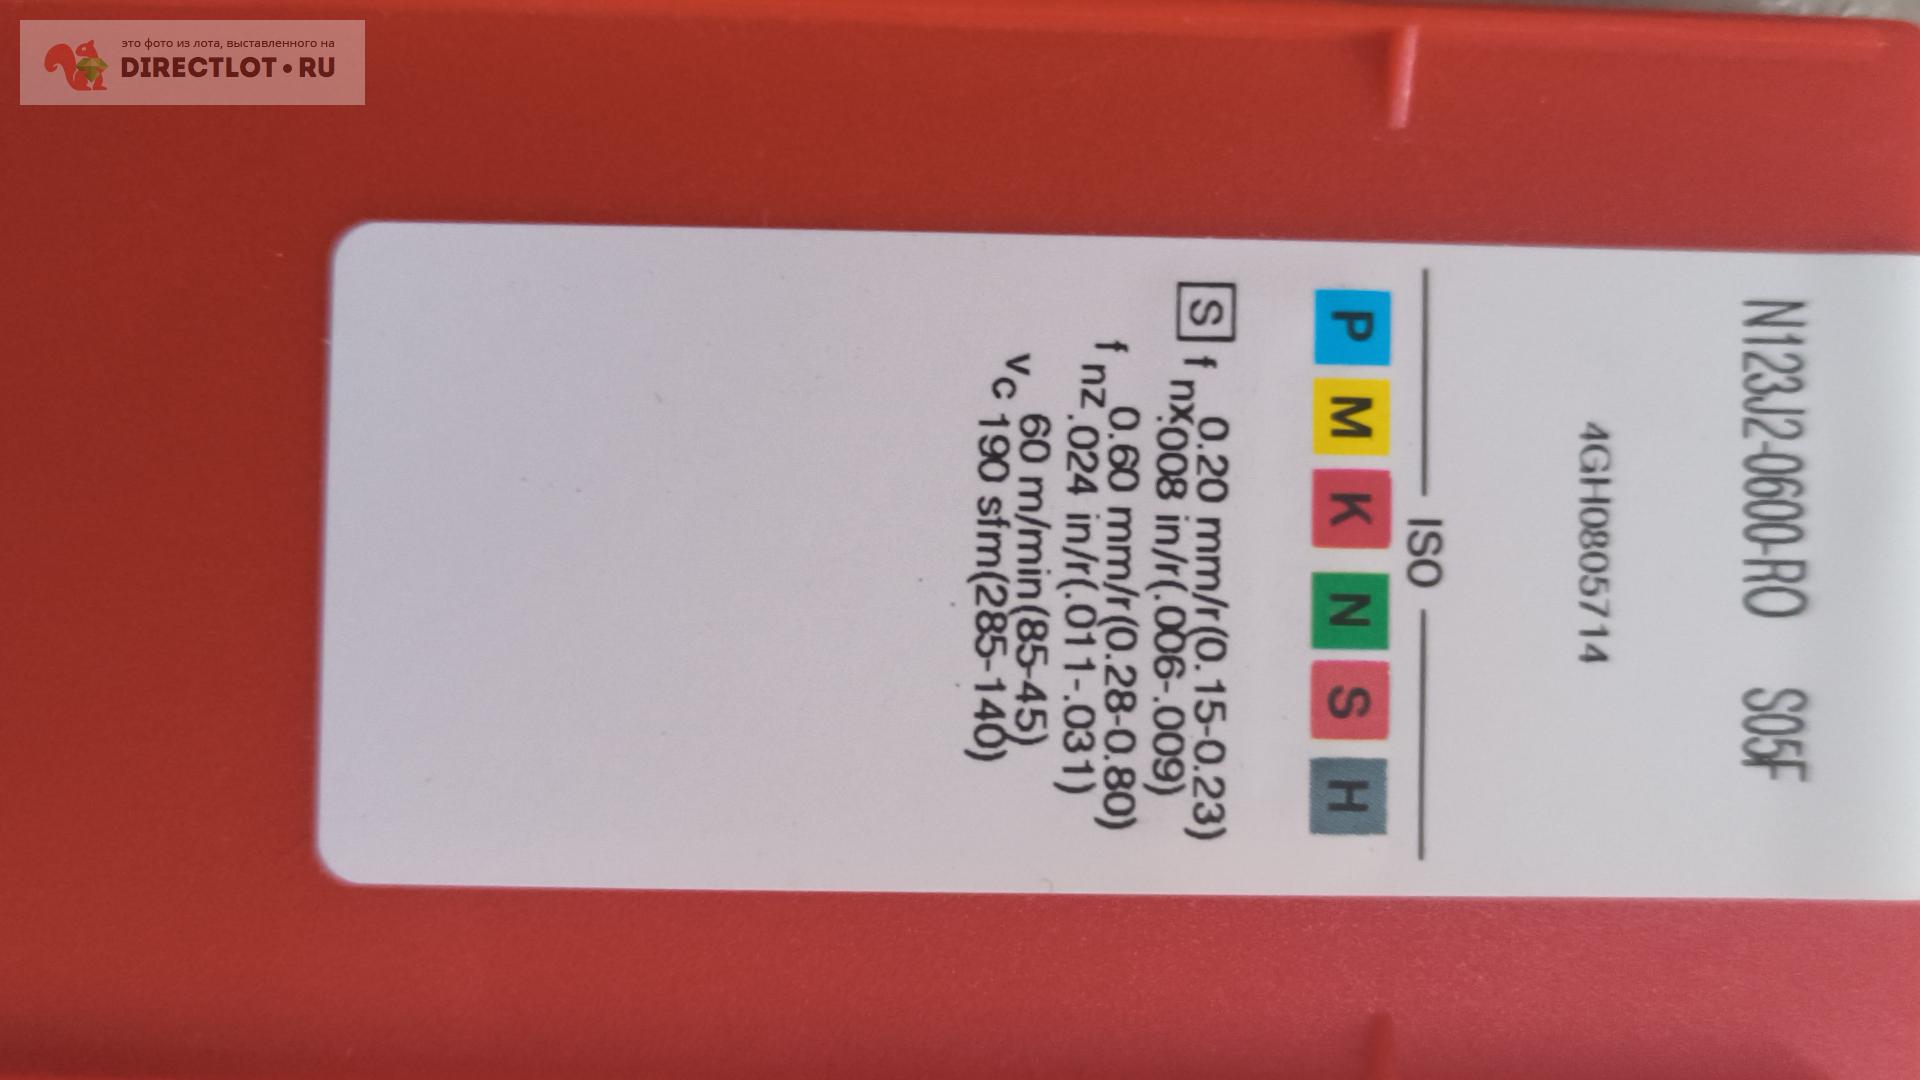 это фото из лота, выставленного на
DIRECTLOT•RU
N123J2-0600-RO S05F
4GH0805714
ISO
P M K N S H
S f nx 0.20 mm/r(0.15-0.23)
.008 in/r(.006-.009)
f nz 0.60 mm/r(0.28-0.80)
.024 in/r(.011-.031)
vc 60 m/min(85-45)
190 sfm(285-140)